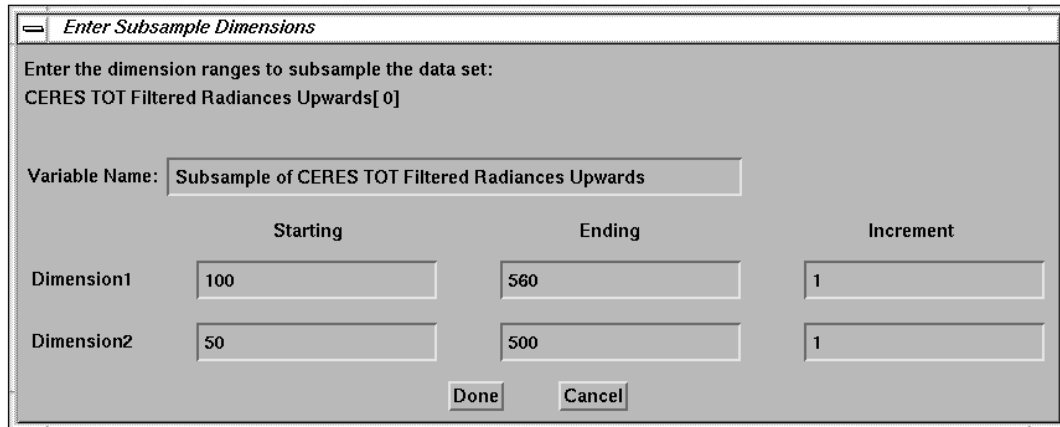 Enter Subsample Dimensions
Enter the dimension ranges to subsample the data set:
CERES TOT Filtered Radiances Upwards[ 0]
Variable Name: Subsample of CERES TOT Filtered Radiances Upwards
Starting Ending Increment
Dimension1 100 560 1
Dimension2 50 500 1
Done Cancel